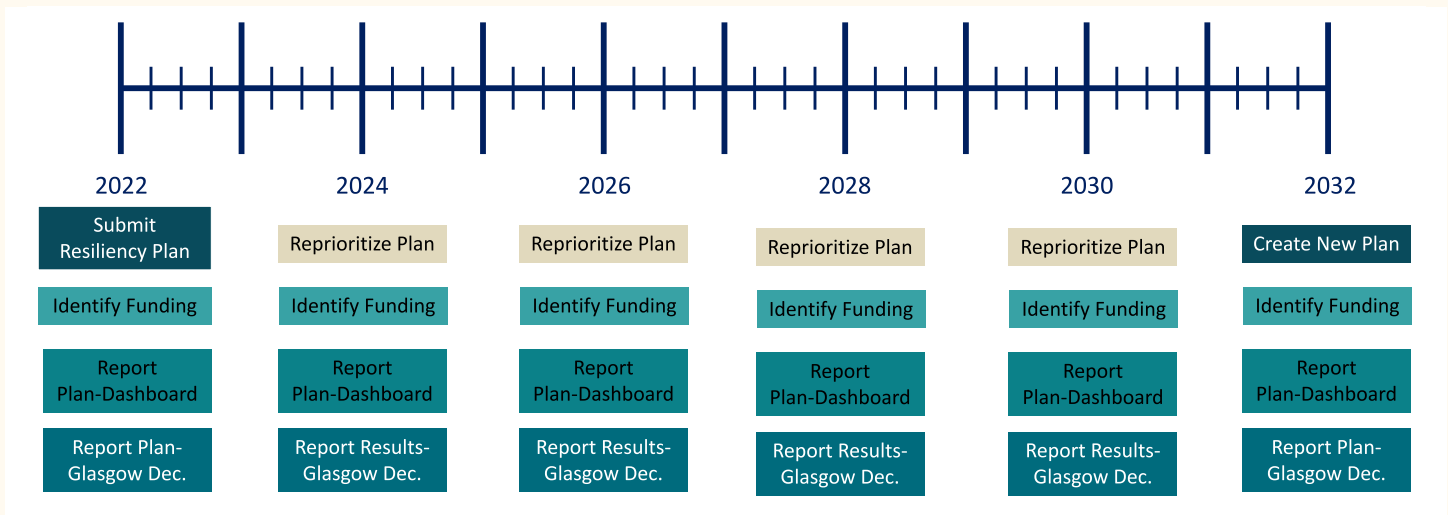 2022
2024
2026
2028
2030
2032
Submit
Resiliency Plan
Reprioritize Plan
Reprioritize Plan
Reprioritize Plan
Reprioritize Plan
Create New Plan
Identify Funding
Identify Funding
Identify Funding
Identify Funding
Identify Funding
Identify Funding
Report
Plan-Dashboard
Report
Plan-Dashboard
Report
Plan-Dashboard
Report
Plan-Dashboard
Report
Plan-Dashboard
Report
Plan-Dashboard
Report Plan-
Glasgow Dec.
Report Results-
Glasgow Dec.
Report Results-
Glasgow Dec.
Report Results-
Glasgow Dec.
Report Results-
Glasgow Dec.
Report Plan-
Glasgow Dec.